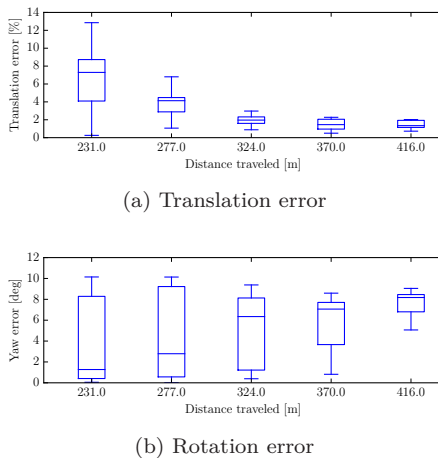 14
12
10
8
6
4
2
0
Translation error [%]
231.0 277.0 324.0 370.0 416.0
Distance traveled [m]
(a) Translation error
12
10
8
6
4
2
0
Yaw error [deg]
231.0 277.0 324.0 370.0 416.0
Distance traveled [m]
(b) Rotation error